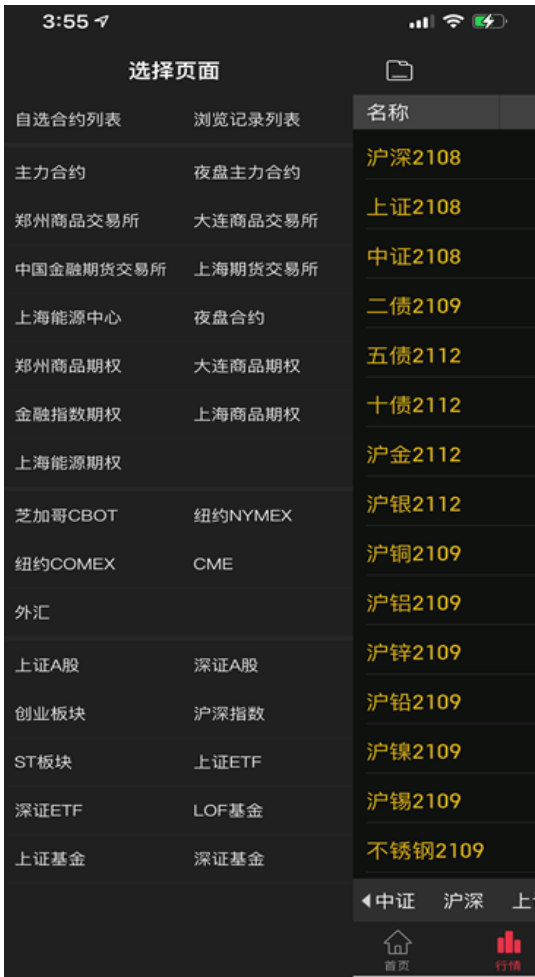 3:55
选择页面
自选合约列表 浏览记录列表
主力合约 夜盘主力合约
郑州商品交易所 大连商品交易所
中国金融期货交易所 上海期货交易所
上海能源中心 夜盘合约
郑州商品期权 大连商品期权
金融指数期权 上海商品期权
上海能源期权
芝加哥CBOT 纽约NYMEX
纽约COMEX CME
外汇
上证A股 深证A股
创业板块 沪深指数
ST板块 上证ETF
深证ETF LOF基金
上证基金 深证基金
名称
沪深2108
上证2108
中证2108
二债2109
五债2112
十债2112
沪金2112
沪银2112
沪铜2109
沪铝2109
沪锌2109
沪铅2109
沪镍2109
沪锡2109
不锈钢2109
中证 沪深 上
首页 行情